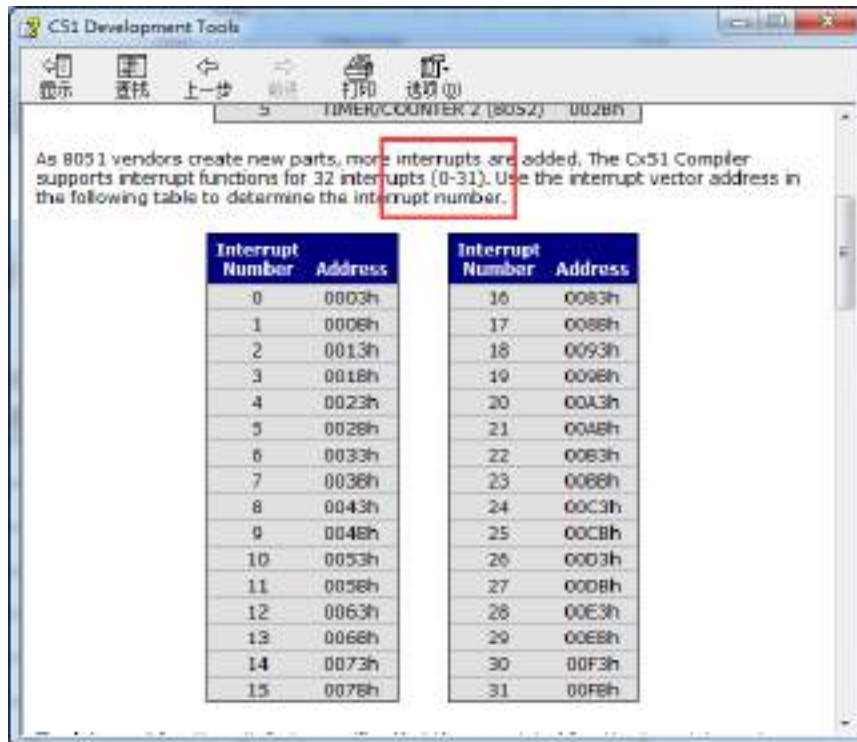 C51 Development Tools
显示 查找 上一步 前进 打印 选项(O)
5 TIMER/COUNTER 2 (8052) 002Bh
As 8051 vendors create new parts, more interrupts are added. The Cx51 Compiler
supports interrupt functions for 32 interrupts (0-31). Use the interrupt vector address in
the following table to determine the interrupt number.
Interrupt Number Address Interrupt Number Address
0 0003h 16 0083h
1 000Bh 17 008Bh
2 0013h 18 0093h
3 001Bh 19 009Bh
4 0023h 20 00A3h
5 002Bh 21 00ABh
6 0033h 22 00B3h
7 003Bh 23 00BBh
8 0043h 24 00C3h
9 004Bh 25 00CBh
10 0053h 26 00D3h
11 005Bh 27 00DBh
12 0063h 28 00E3h
13 006Bh 29 00EBh
14 0073h 30 00F3h
15 007Bh 31 00FBh